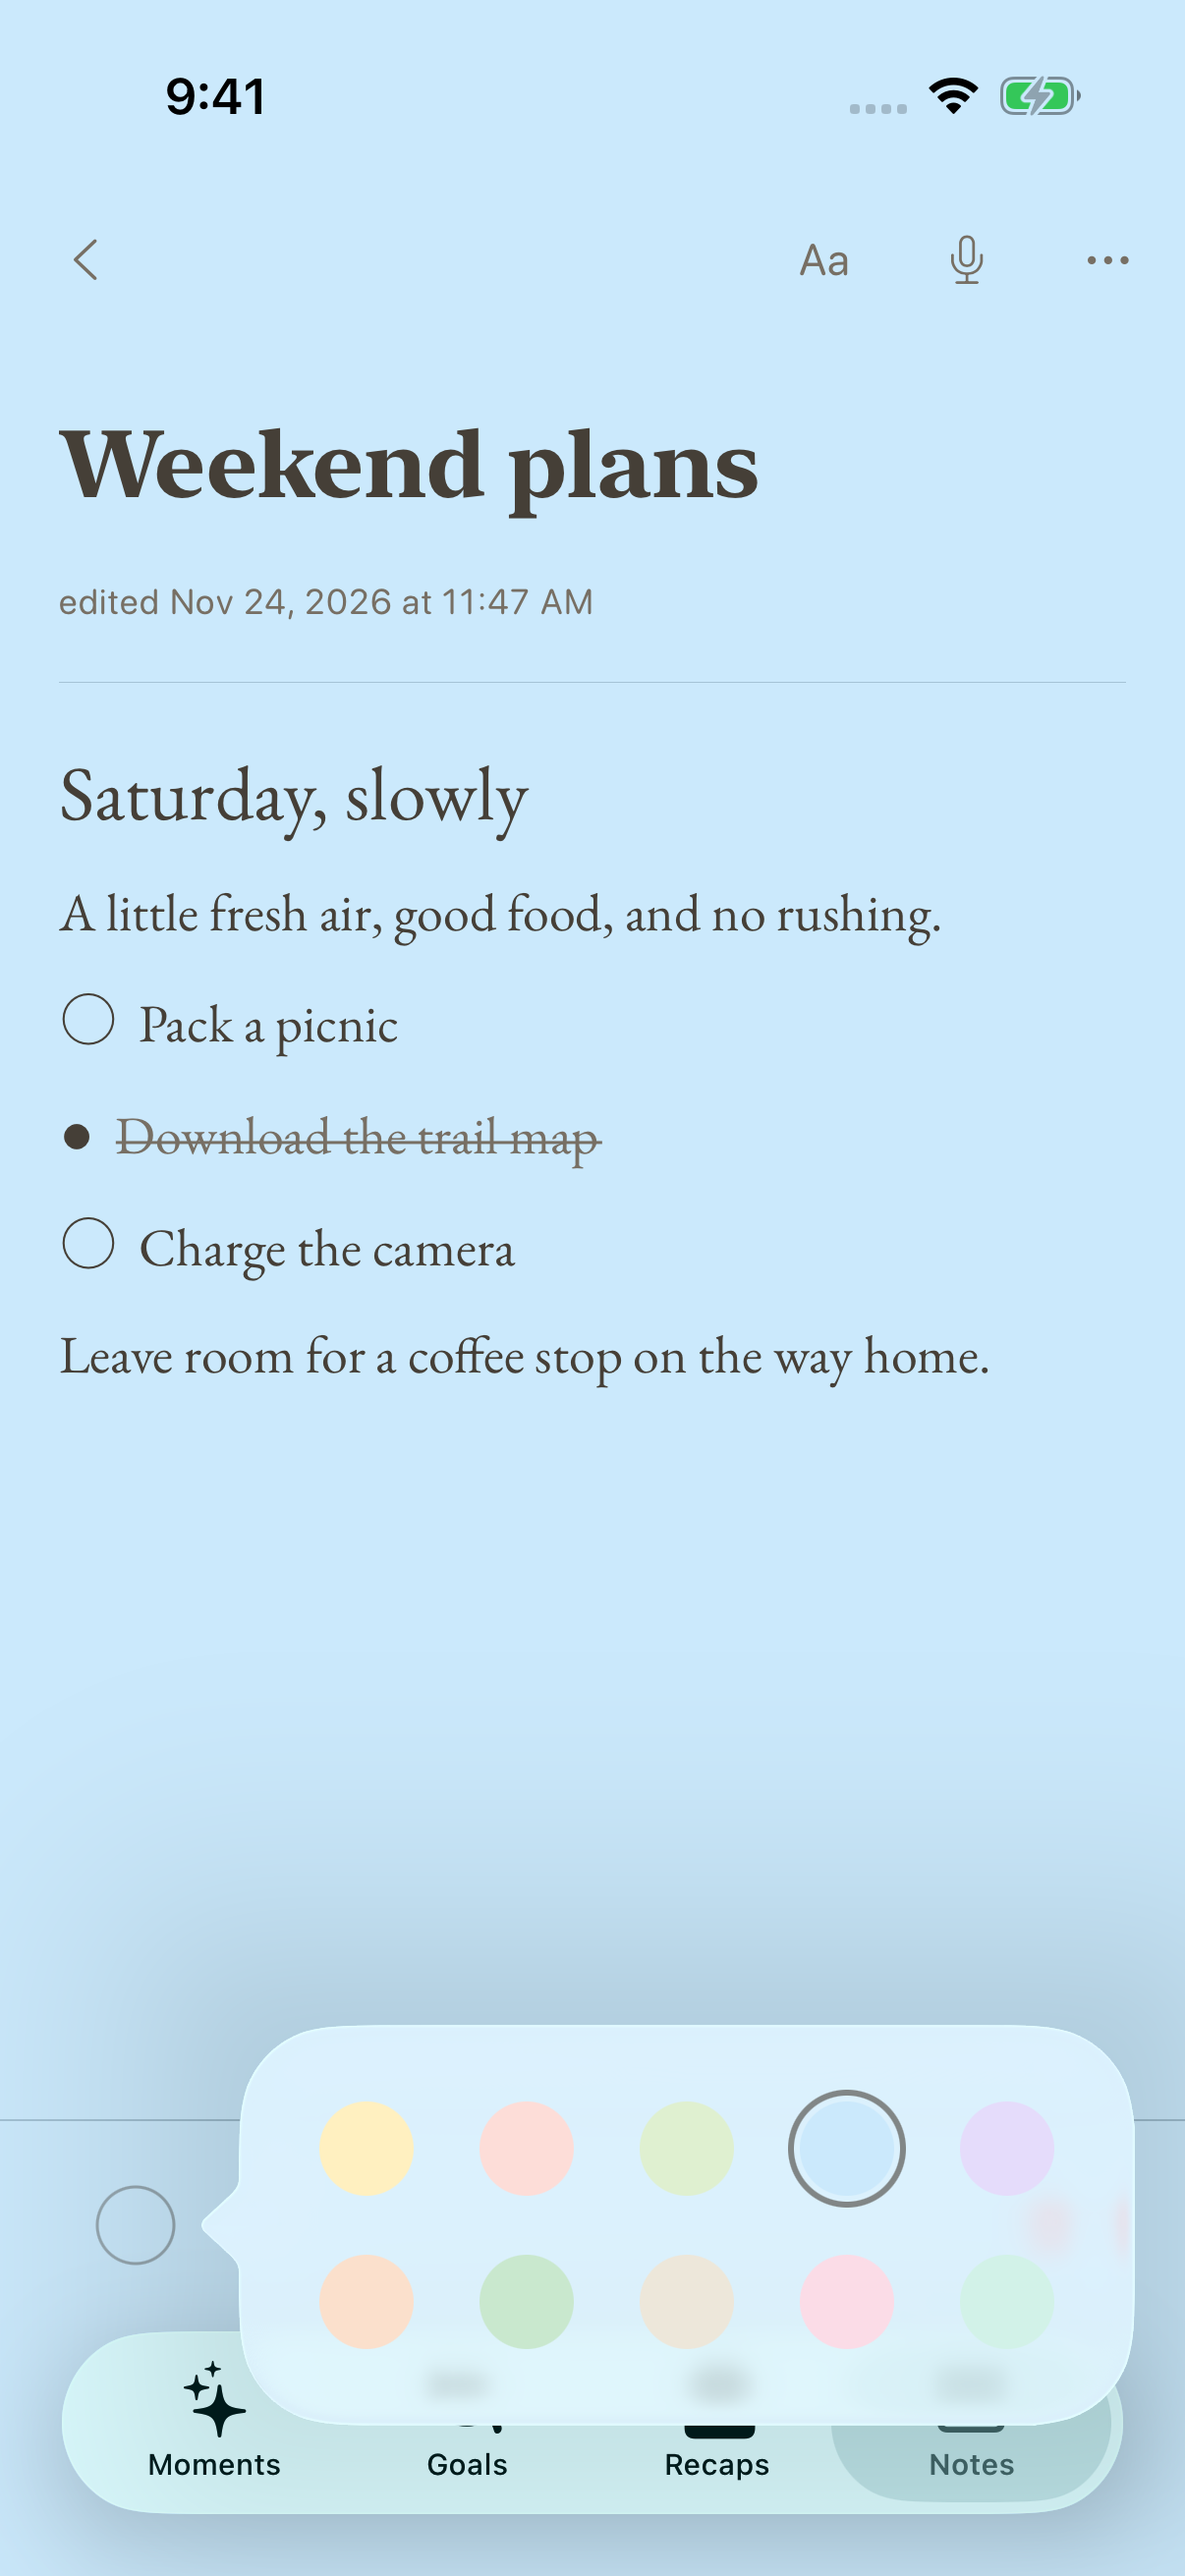 9:41
Aa
Weekend plans
edited Nov 24, 2026 at 11:47 AM
Saturday, slowly
A little fresh air, good food, and no rushing.
Pack a picnic
Download the trail map
Charge the camera
Leave room for a coffee stop on the way home.
Moments
Goals
Recaps
Notes